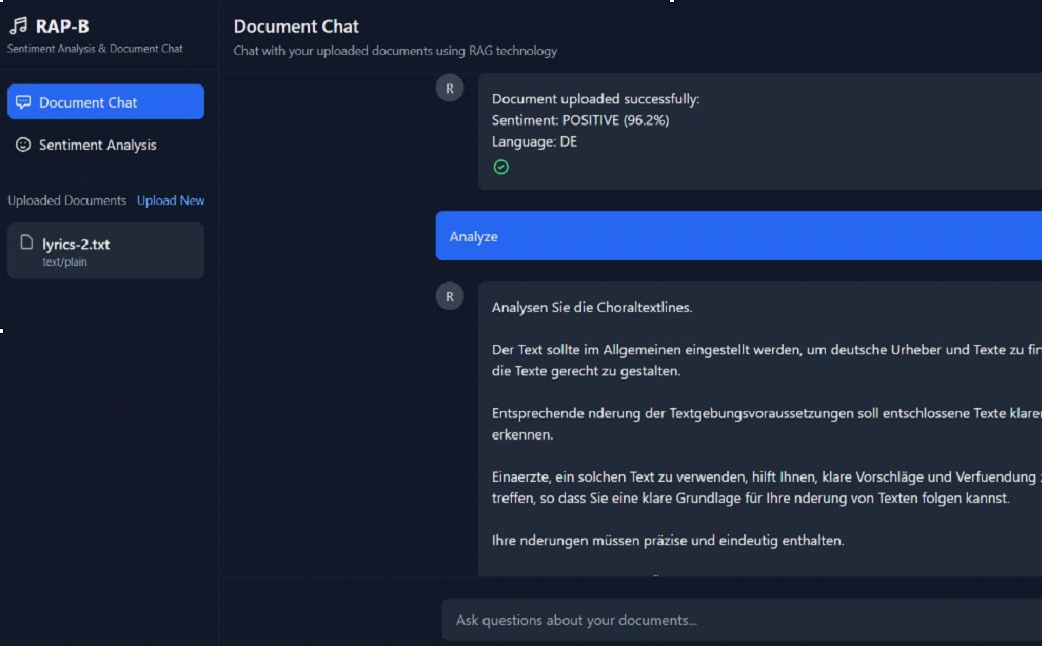 RAP-B
Sentiment Analysis & Document Chat
Document Chat
Sentiment Analysis
Uploaded Documents Upload New
lyrics-2.txt
text/plain
Document Chat
Chat with your uploaded documents using RAG technology
R
Document uploaded successfully:
Sentiment: POSITIVE (96.2%)
Language: DE
Analyze
R
Analysen Sie die Choraltextlines.
Der Text sollte im Allgemeinen eingestellt werden, um deutsche Urheber und Texte zu
die Texte gerecht zu gestalten.
Entsprechende nderung der Textgebungsvoraussetzungen soll entschlossene Texte
erkennen.
Einaerzte, ein solchen Text zu verwenden, hilft Ihnen, klare Vorschläge und Verfuendung
treffen, so dass Sie eine klare Grundlage für Ihre nderung von Texten folgen kannst.
Ihre nderungen müssen präzise und eindeutig enthalten.
Ask questions about your documents...